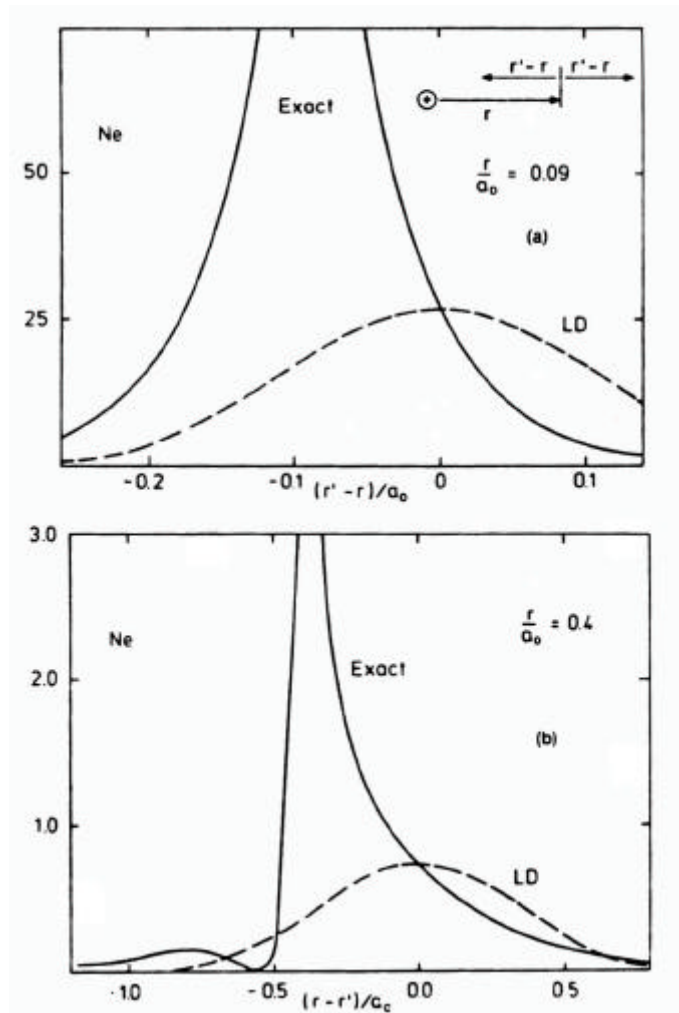 r'-r r'-r
r
Ne
Exact
r/a₀ = 0.09
(a)
LD
50
25
-0.2 -0.1 0 0.1
(r'-r)/a₀
3.0
2.0
1.0
Ne
r/a₀ = 0.4
Exact
(b)
LD
-1.0 -0.5 0.0 0.5
(r-r')/a₀